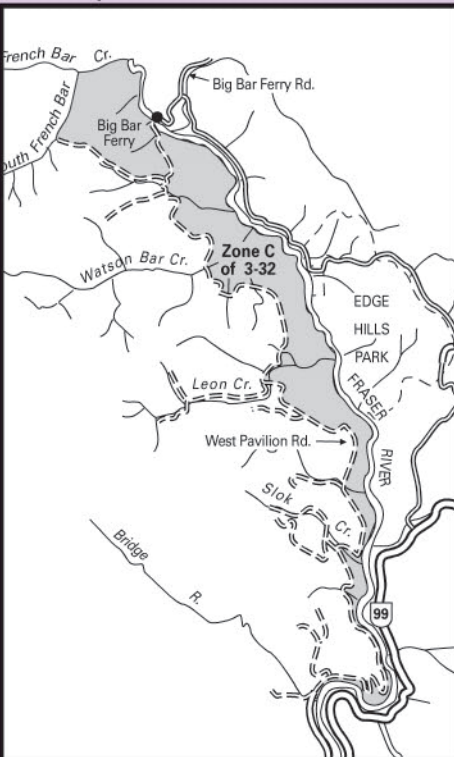 French Bar Cr.
Big Bar Ferry Rd.
South French Bar
Big Bar
Ferry
Zone C
of 3-32
Watson Bar Cr.
EDGE
HILLS
PARK
FRASER
RIVER
Leon Cr.
West Pavilion Rd.
Slok Cr.
Bridge R.
99